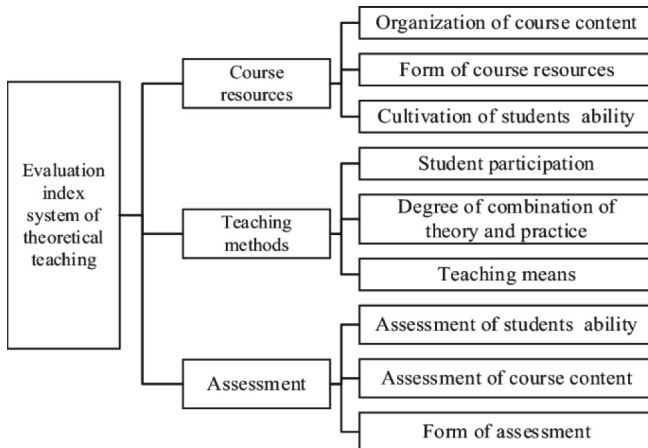 Evaluation
index
system of
theoretical
teaching
Course
resources
Organization of course content
Form of course resources
Cultivation of students ability
Teaching
methods
Student participation
Degree of combination of
theory and practice
Teaching means
Assessment
Assessment of students ability
Assessment of course content
Form of assessment